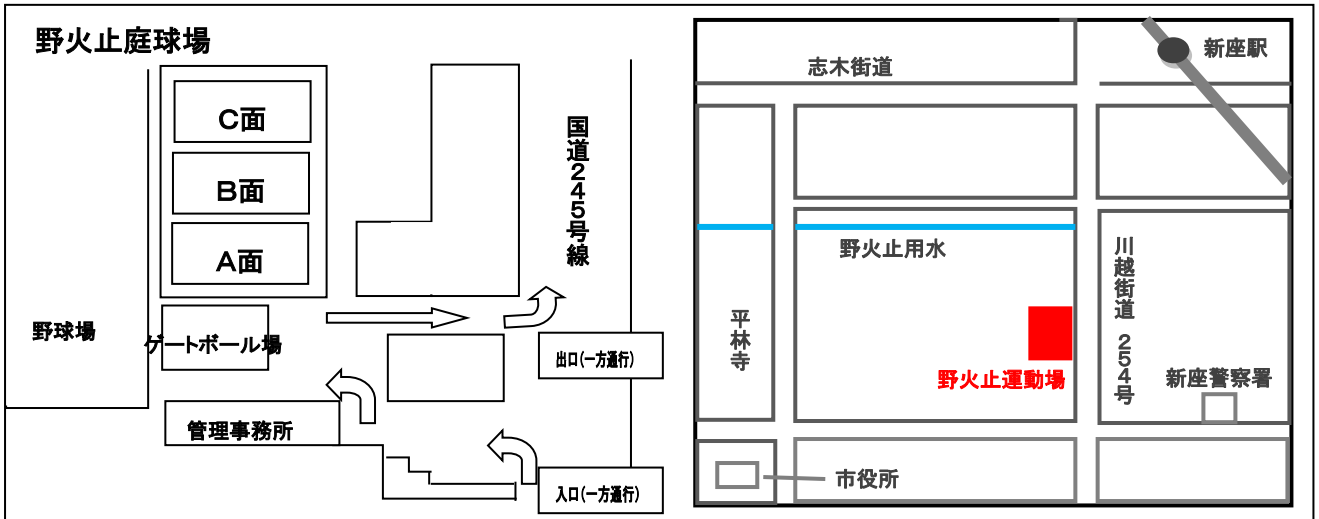 野火止庭球場
C面
B面
A面
野球場
ゲートボール場
管理事務所
国道245号線
出口(一方通行)
入口(一方通行)
新座駅
志木街道
野火止用水
川越街道 254号
平林寺
野火止運動場
新座警察署
市役所